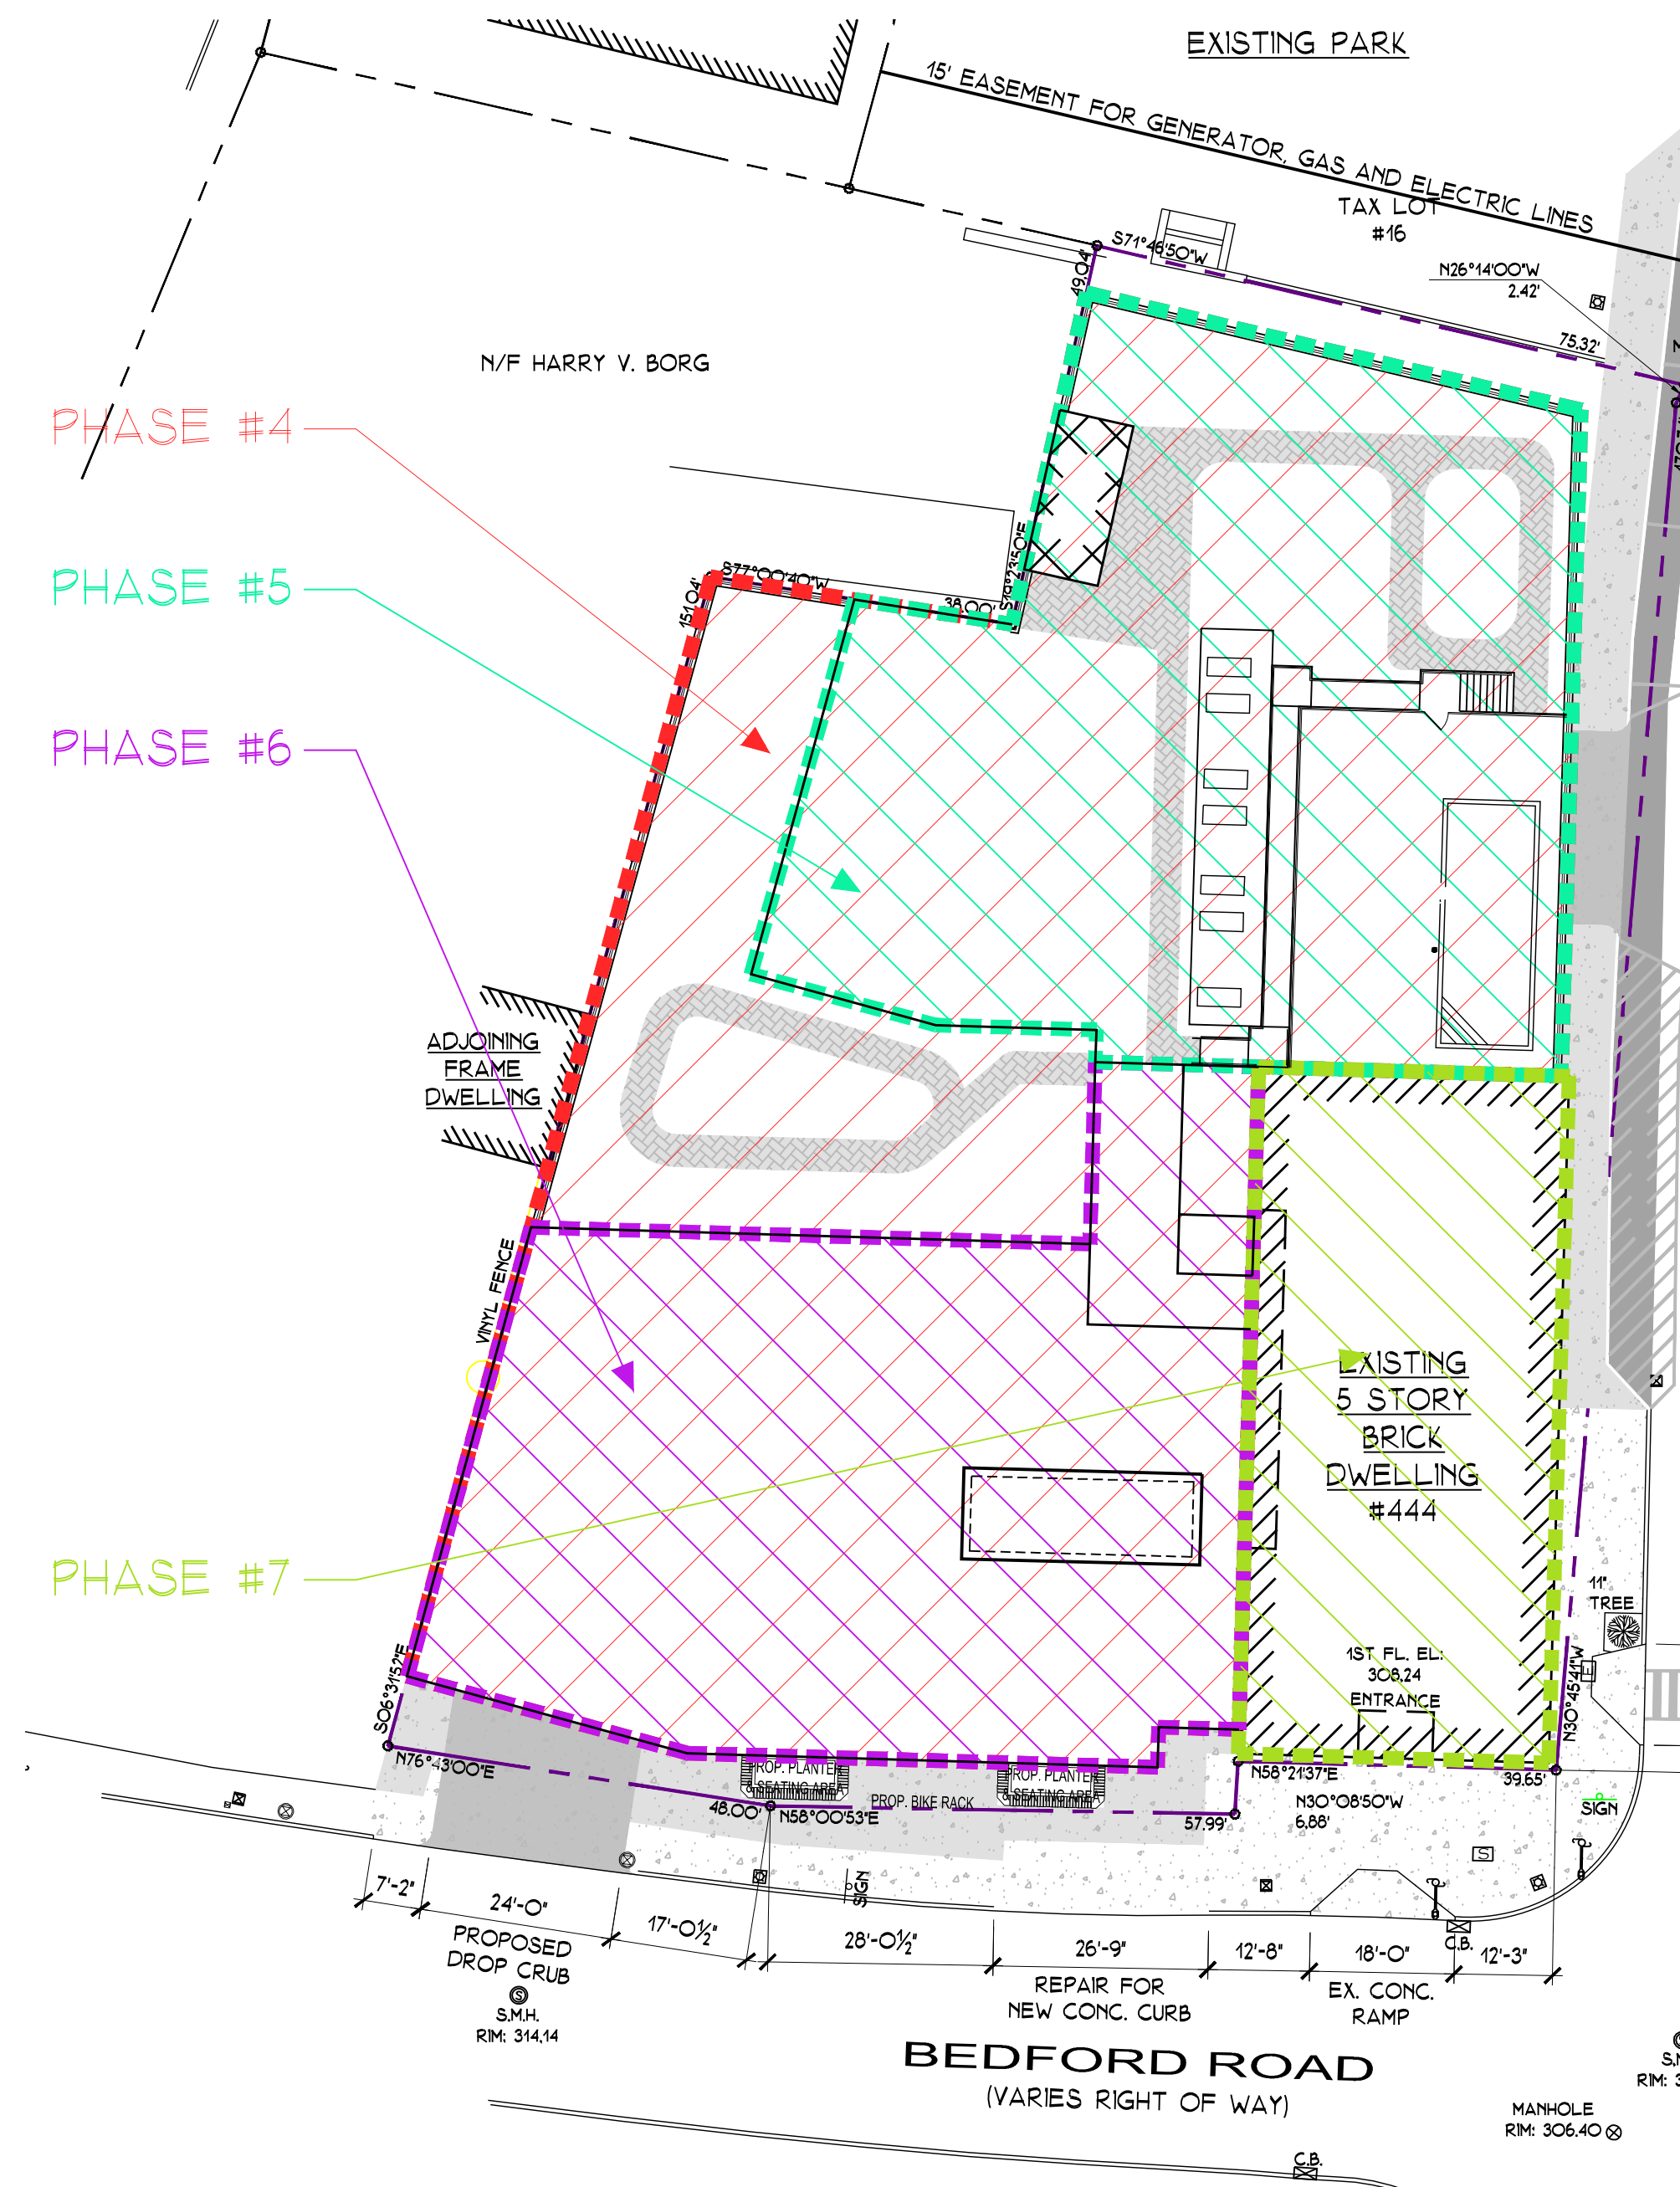 EXISTING PARK
15' EASEMENT FOR GENERATOR, GAS AND ELECTRIC LINES
TAX LOT
#16
S71°46'50"W
49.04'
N26°14'00"W
2.42'
75.32'
N/F HARRY V. BORG
PHASE #4
PHASE #5
PHASE #6
S77°00'40"W
38.00'
S19°23'50"E
151.04'
ADJOINING
FRAME
DWELLING
VINYL FENCE
EXISTING
5 STORY
BRICK
DWELLING
#444
PHASE #7
11"
TREE
1ST FL. EL:
308.24
ENTRANCE
E
N30°45'41"W
S06°31'52"E
N76°43'00"E
48.00'
PROP. PLANTER
& SEATING AREA
PROP. BIKE RACK
PROP. PLANTER
& SEATING AREA
N58°00'53"E
57.99'
N58°21'37"E
39.65'
N30°08'50"W
6.88'
SIGN
SIGN
S
7'-2"
24'-0"
17'-0½"
28'-0½"
26'-9"
12'-8"
18'-0"
12'-3"
C.B.
PROPOSED
DROP CRUB
REPAIR FOR
NEW CONC. CURB
EX. CONC.
RAMP
S
S.M.H.
RIM: 314.14
BEDFORD ROAD
(VARIES RIGHT OF WAY)
MANHOLE
RIM: 306.40
C.B.